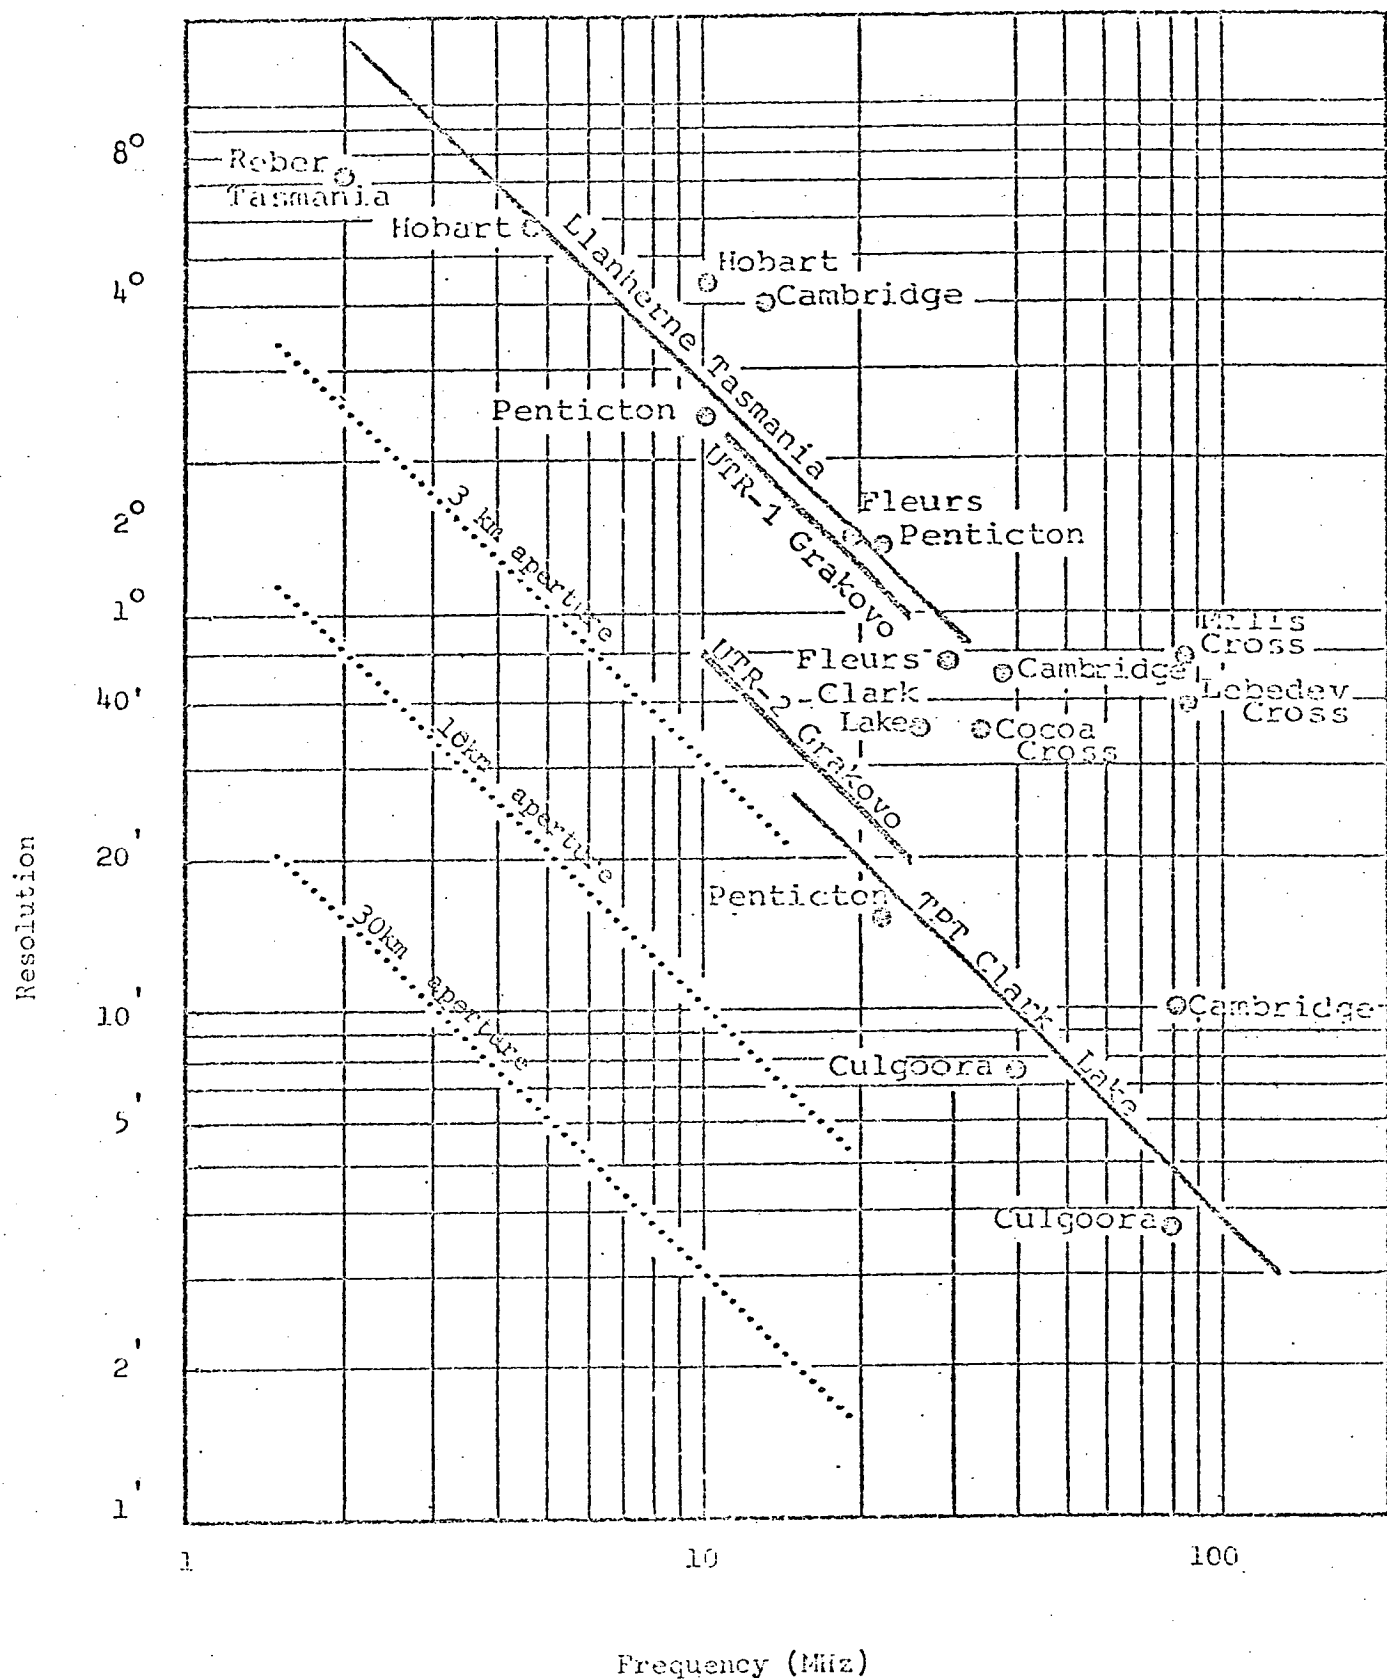 8°
Reber
Tasmania
Hobart
Llanherne Tasmania
Hobart
4°
Cambridge
Penticton
UTR-1 Grakovo
3 km aperture
2°
Fleurs
Penticton
1°
Mills
Cross
Fleurs
Cambridge
UTR-2 Grakovo
40'
Clark
Lake
Lebedev
Cross
Cocoa
Cross
10km aperture
20'
Penticton
TPT Clark Lake
30km aperture
10'
Cambridge
Culgoora
5'
Culgoora
2'
1'
Resolution
1
10
100
Frequency (MHz)